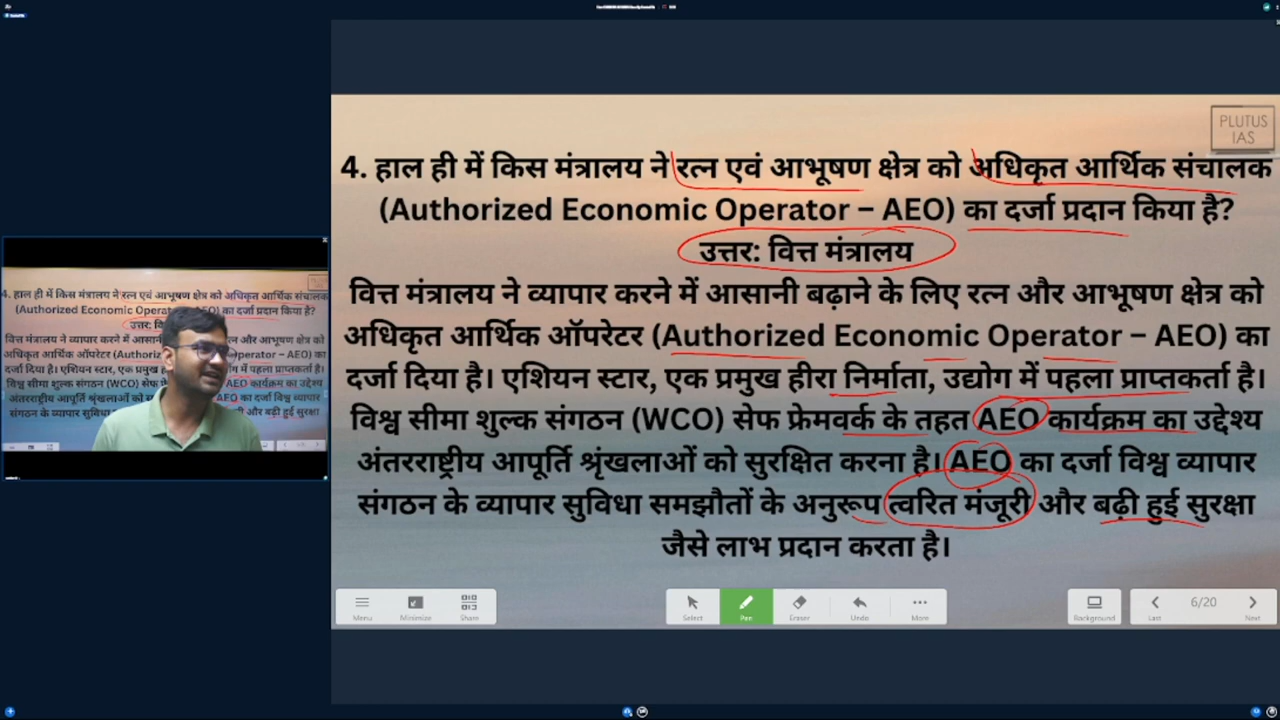 PLUTUS
IAS
4. हाल ही में किस मंत्रालय ने रत्न एवं आभूषण क्षेत्र को अधिकृत आर्थिक संचालक
(Authorized Economic Operator – AEO) का दर्जा प्रदान किया है?
उत्तर: वित्त मंत्रालय
वित्त मंत्रालय ने व्यापार करने में आसानी बढ़ाने के लिए रत्न और आभूषण क्षेत्र को
अधिकृत आर्थिक ऑपरेटर (Authorized Economic Operator – AEO) का
दर्जा दिया है। एशियन स्टार, एक प्रमुख हीरा निर्माता, उद्योग में पहला प्राप्तकर्ता है।
विश्व सीमा शुल्क संगठन (WCO) सेफ फ्रेमवर्क के तहत AEO कार्यक्रम का उद्देश्य
अंतरराष्ट्रीय आपूर्ति श्रृंखलाओं को सुरक्षित करना है। AEO का दर्जा विश्व व्यापार
संगठन के व्यापार सुविधा समझौतों के अनुरूप त्वरित मंजूरी और बढ़ी हुई सुरक्षा
जैसे लाभ प्रदान करता है।
Menu Minimize Share Select Pen Eraser Undo More Background Last 6/20 Next